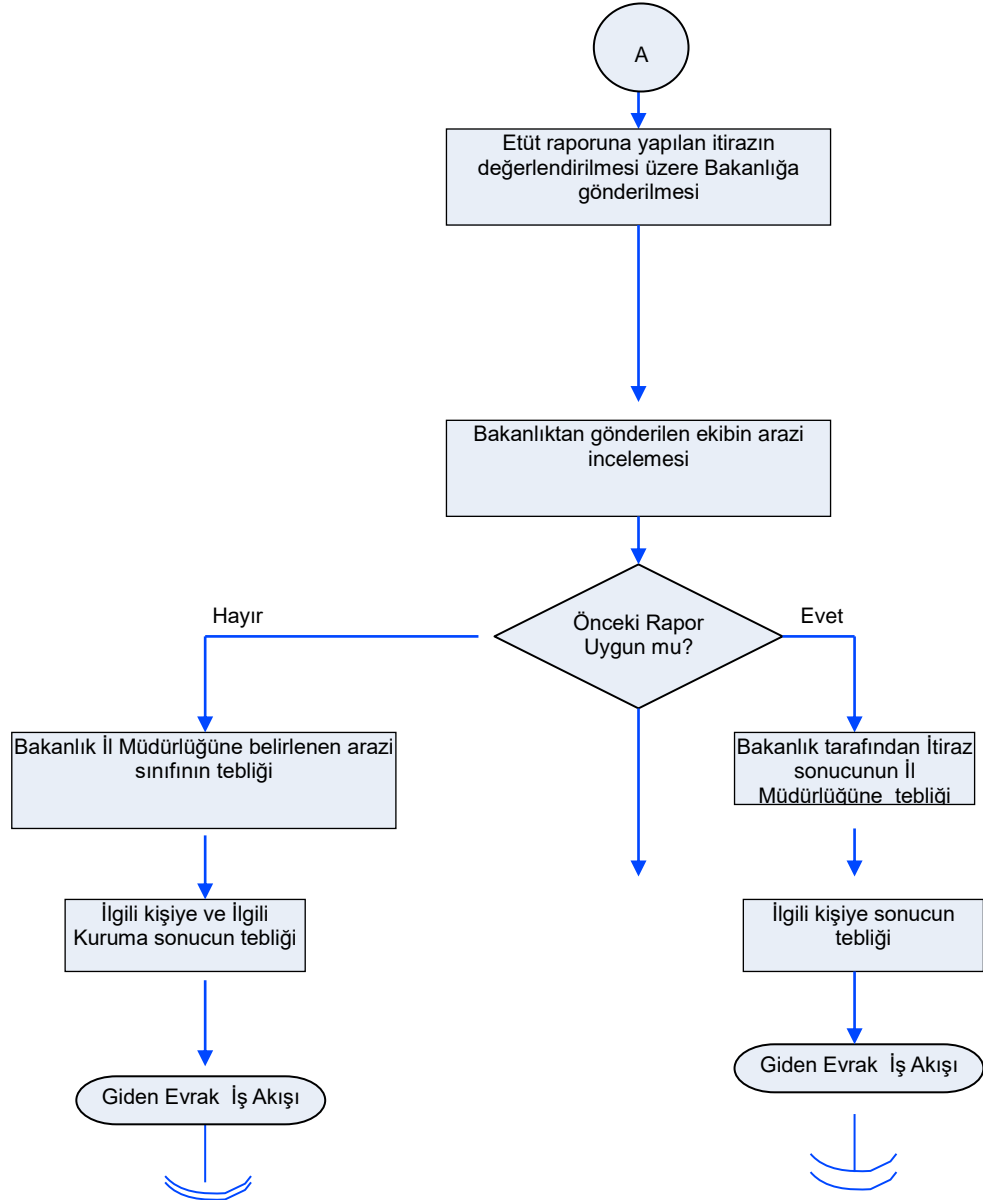 A
Etüt raporuna yapılan itirazın
değerlendirilmesi üzere Bakanlığa
gönderilmesi
Bakanlıktan gönderilen ekibin arazi
incelemesi
Önceki Rapor
Uygun mu?
Hayır
Evet
Bakanlık İl Müdürlüğüne belirlenen arazi
sınıfının tebliği
Bakanlık tarafından İtiraz
sonucunun İl
Müdürlüğüne tebliği
İlgili kişiye ve İlgili
Kuruma sonucun tebliği
İlgili kişiye sonucun
tebliği
Giden Evrak İş Akışı
Giden Evrak İş Akışı